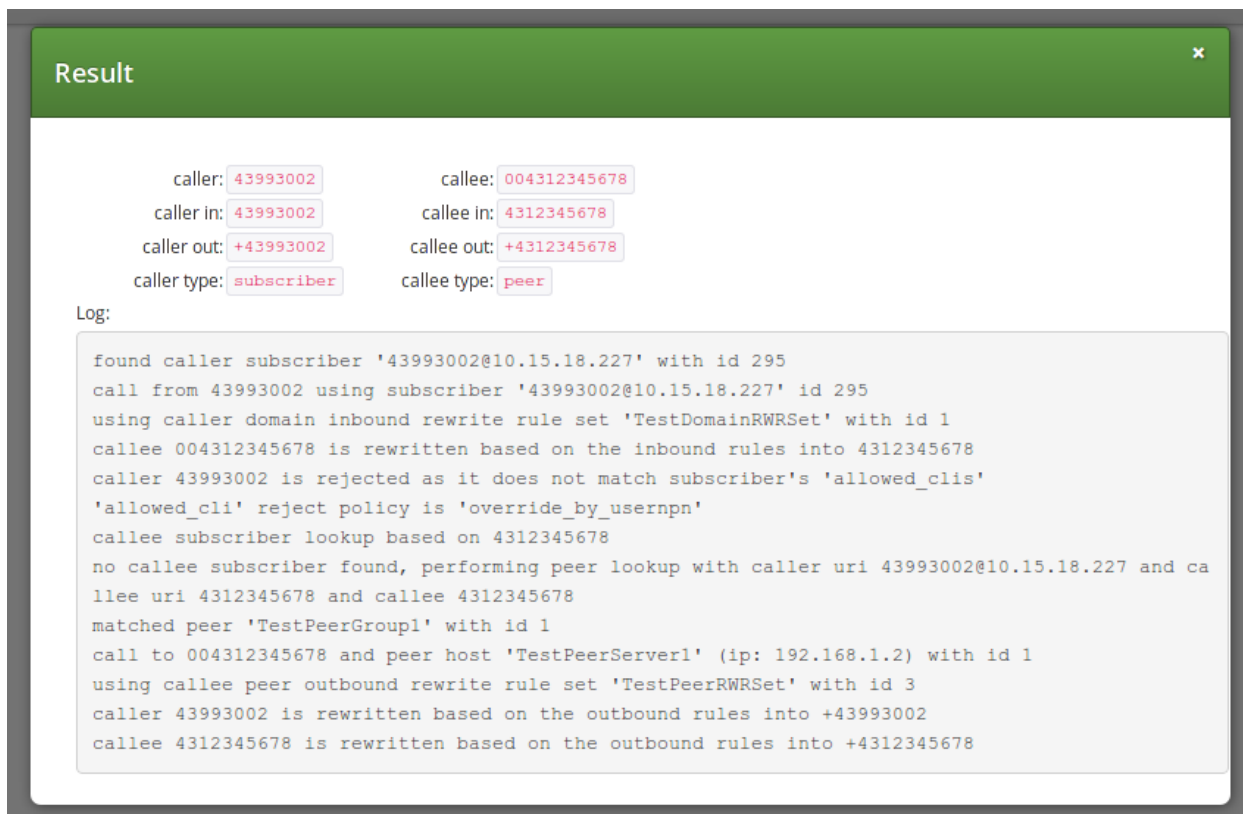 Result
×
caller: 43993002 callee: 004312345678
caller in: 43993002 callee in: 4312345678
caller out: +43993002 callee out: +4312345678
caller type: subscriber callee type: peer
Log:
found caller subscriber '43993002@10.15.18.227' with id 295
call from 43993002 using subscriber '43993002@10.15.18.227' id 295
using caller domain inbound rewrite rule set 'TestDomainRWRSet' with id 1
callee 004312345678 is rewritten based on the inbound rules into 4312345678
caller 43993002 is rejected as it does not match subscriber's 'allowed_clis'
'allowed_cli' reject policy is 'override_by_usernpn'
callee subscriber lookup based on 4312345678
no callee subscriber found, performing peer lookup with caller uri 43993002@10.15.18.227 and ca
llee uri 4312345678 and callee 4312345678
matched peer 'TestPeerGroup1' with id 1
call to 004312345678 and peer host 'TestPeerServer1' (ip: 192.168.1.2) with id 1
using callee peer outbound rewrite rule set 'TestPeerRWRSet' with id 3
caller 43993002 is rewritten based on the outbound rules into +43993002
callee 4312345678 is rewritten based on the outbound rules into +4312345678